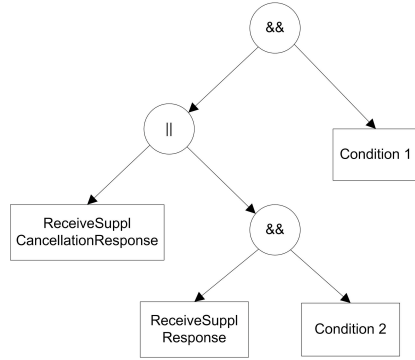 &&
||
Condition 1
ReceiveSuppl
CancellationResponse
&&
ReceiveSuppl
Response
Condition 2